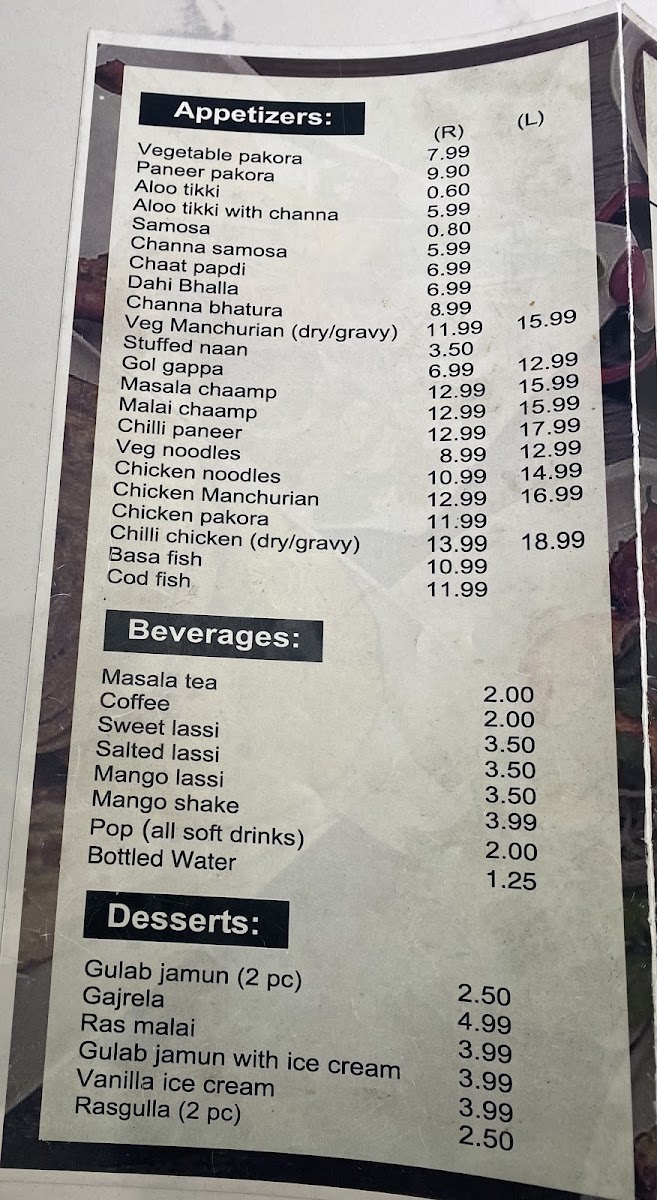 Appetizers:
(R) (L)
Vegetable pakora 7.99
Paneer pakora 9.90
Aloo tikki 0.60
Aloo tikki with channa 5.99
Samosa 0.80
Channa samosa 5.99
Chaat papdi 6.99
Dahi Bhalla 6.99
Channa bhatura 8.99
Veg Manchurian (dry/gravy) 11.99 15.99
Stuffed naan 3.50
Gol gappa 6.99 12.99
Masala chaamp 12.99 15.99
Malai chaamp 12.99 15.99
Chilli paneer 12.99 17.99
Veg noodles 8.99 12.99
Chicken noodles 10.99 14.99
Chicken Manchurian 12.99 16.99
Chicken pakora 11.99
Chilli chicken (dry/gravy) 13.99 18.99
Basa fish 10.99
Cod fish 11.99
Beverages:
Masala tea 2.00
Coffee 2.00
Sweet lassi 3.50
Salted lassi 3.50
Mango lassi 3.50
Mango shake 3.99
Pop (all soft drinks) 2.00
Bottled Water 1.25
Desserts:
Gulab jamun (2 pc) 2.50
Gajrela 4.99
Ras malai 3.99
Gulab jamun with ice cream 3.99
Vanilla ice cream 3.99
Rasgulla (2 pc) 2.50